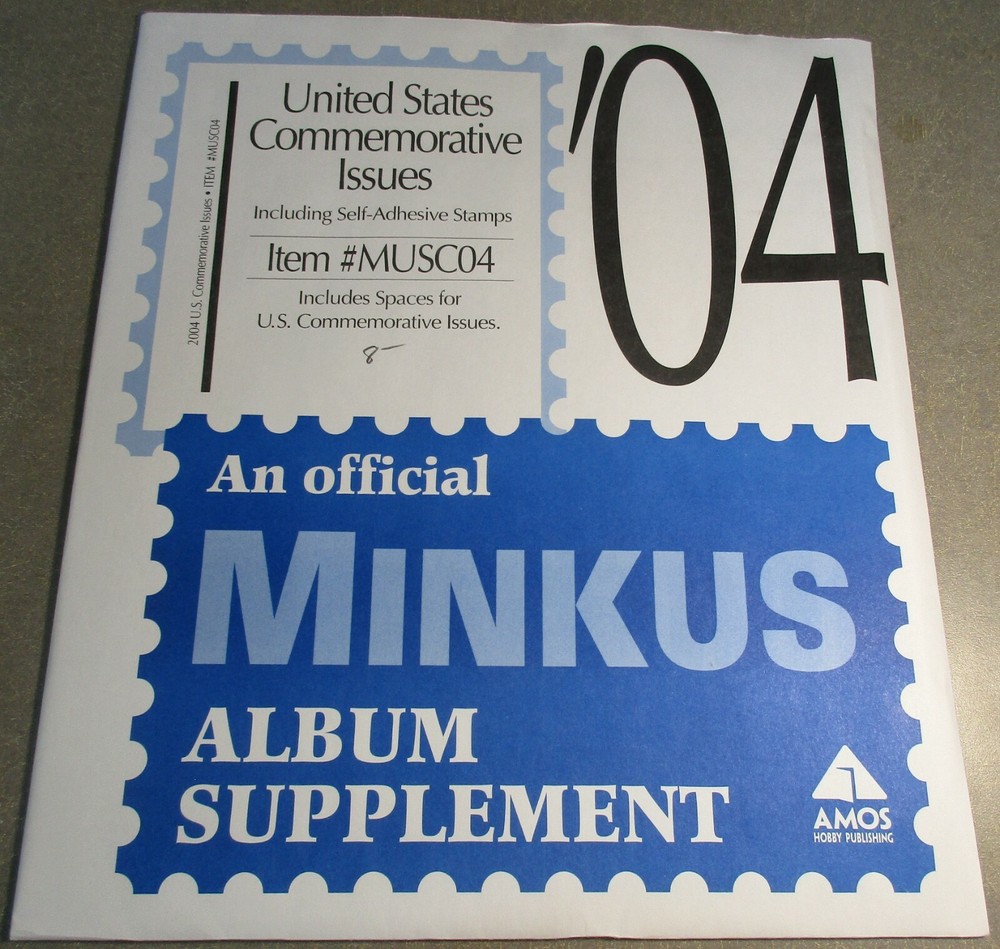 United States
Commemorative
Issues
Including Self-Adhesive Stamps
Item #MUSC04
Includes Spaces for
U.S. Commemorative Issues.
8-
2004 U.S. Commemorative Issues • ITEM #MUSC04
'04
An official
MINKUS
ALBUM
SUPPLEMENT
AMOS
HOBBY PUBLISHING